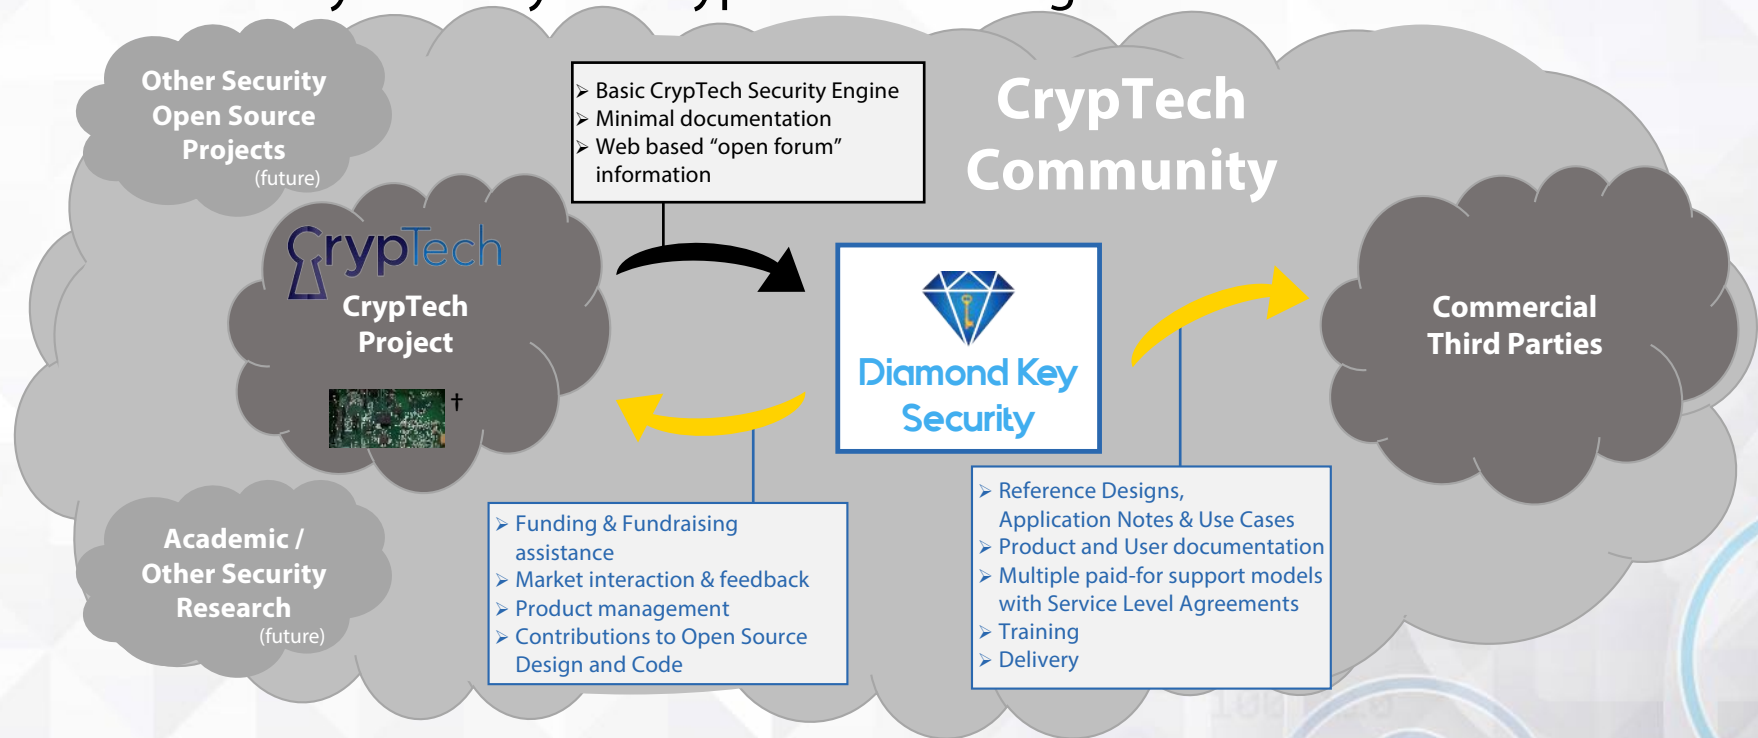 Other Security
Open Source
Projects
(future)
➢ Basic CrypTech Security Engine
➢ Minimal documentation
➢ Web based “open forum”
information
CrypTech
Community
CrypTech
CrypTech
Project
†
Diamond Key
Security
Commercial
Third Parties
Academic /
Other Security
Research
(future)
➢ Funding & Fundraising
assistance
➢ Market interaction & feedback
➢ Product management
➢ Contributions to Open Source
Design and Code
➢ Reference Designs,
Application Notes & Use Cases
➢ Product and User documentation
➢ Multiple paid-for support models
with Service Level Agreements
➢ Training
➢ Delivery